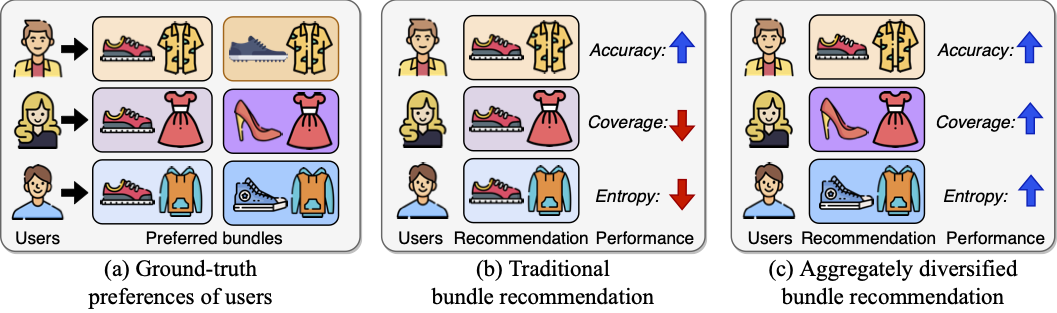 Users
Preferred bundles
(a) Ground-truth
preferences of users
Accuracy:
Coverage:
Entropy:
Users Recommendation Performance
(b) Traditional
bundle recommendation
Accuracy:
Coverage:
Entropy:
Users Recommendation Performance
(c) Aggregately diversified
bundle recommendation